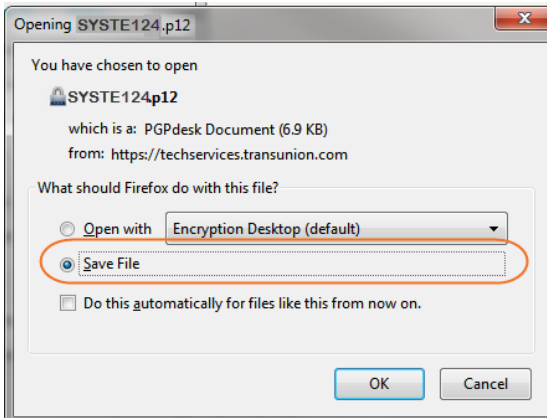 Opening SYSTE124.p12
x
You have chosen to open
SYSTE124.p12
which is a: PGPdesk Document (6.9 KB)
from: https://techservices.transunion.com
What should Firefox do with this file?
Open with Encryption Desktop (default)
Save File
Do this automatically for files like this from now on.
OK Cancel